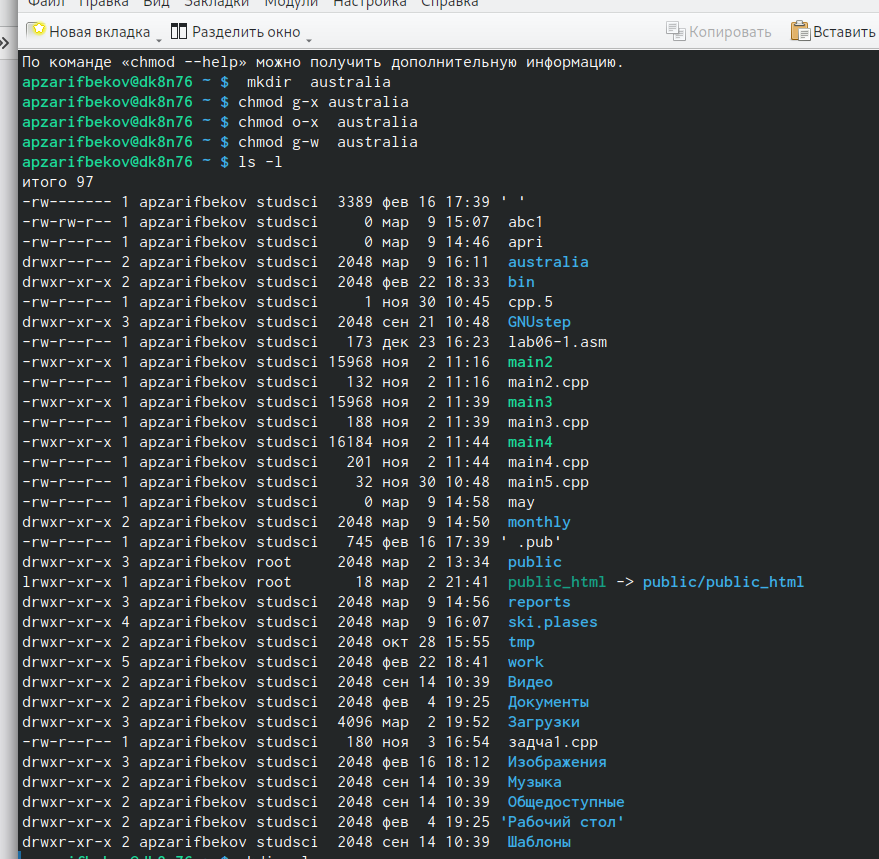 Файл Правка Вид Закладки Модули Настройка Справка
Новая вкладка Разделить окно Копировать Вставить
По команде «chmod --help» можно получить дополнительную информацию.
apzarifbekov@dk8n76 ~ $  mkdir  australia
apzarifbekov@dk8n76 ~ $ chmod g-x australia
apzarifbekov@dk8n76 ~ $ chmod o-x  australia
apzarifbekov@dk8n76 ~ $ chmod g-w  australia
apzarifbekov@dk8n76 ~ $ ls -l
итого 97
-rw------- 1 apzarifbekov studsci  3389 фев 16 17:39 ' '
-rw-rw-r-- 1 apzarifbekov studsci     0 мар  9 15:07  abc1
-rw-r--r-- 1 apzarifbekov studsci     0 мар  9 14:46  apri
drwxr--r-- 2 apzarifbekov studsci  2048 мар  9 16:11  australia
drwxr-xr-x 2 apzarifbekov studsci  2048 фев 22 18:33  bin
-rw-r--r-- 1 apzarifbekov studsci     1 ноя 30 10:45  cpp.5
drwxr-xr-x 3 apzarifbekov studsci  2048 сен 21 10:48  GNUstep
-rw-r--r-- 1 apzarifbekov studsci   173 дек 23 16:23  lab06-1.asm
-rwxr-xr-x 1 apzarifbekov studsci 15968 ноя  2 11:16  main2
-rw-r--r-- 1 apzarifbekov studsci   132 ноя  2 11:16  main2.cpp
-rwxr-xr-x 1 apzarifbekov studsci 15968 ноя  2 11:39  main3
-rw-r--r-- 1 apzarifbekov studsci   188 ноя  2 11:39  main3.cpp
-rwxr-xr-x 1 apzarifbekov studsci 16184 ноя  2 11:44  main4
-rw-r--r-- 1 apzarifbekov studsci   201 ноя  2 11:44  main4.cpp
-rw-r--r-- 1 apzarifbekov studsci    32 ноя 30 10:48  main5.cpp
-rw-r--r-- 1 apzarifbekov studsci     0 мар  9 14:58  may
drwxr-xr-x 2 apzarifbekov studsci  2048 мар  9 14:50  monthly
-rw-r--r-- 1 apzarifbekov studsci   745 фев 16 17:39 ' .pub'
drwxr-xr-x 3 apzarifbekov root     2048 мар  2 13:34  public
lrwxr-xr-x 1 apzarifbekov root       18 мар  2 21:41  public_html -> public/public_html
drwxr-xr-x 3 apzarifbekov studsci  2048 мар  9 14:56  reports
drwxr-xr-x 4 apzarifbekov studsci  2048 мар  9 16:07  ski.plases
drwxr-xr-x 2 apzarifbekov studsci  2048 окт 28 15:55  tmp
drwxr-xr-x 5 apzarifbekov studsci  2048 фев 22 18:41  work
drwxr-xr-x 2 apzarifbekov studsci  2048 сен 14 10:39  Видео
drwxr-xr-x 2 apzarifbekov studsci  2048 фев  4 19:25  Документы
drwxr-xr-x 3 apzarifbekov studsci  4096 мар  2 19:52  Загрузки
-rw-r--r-- 1 apzarifbekov studsci   180 ноя  3 16:54  задча1.cpp
drwxr-xr-x 3 apzarifbekov studsci  2048 фев 16 18:12  Изображения
drwxr-xr-x 2 apzarifbekov studsci  2048 сен 14 10:39  Музыка
drwxr-xr-x 2 apzarifbekov studsci  2048 сен 14 10:39  Общедоступные
drwxr-xr-x 2 apzarifbekov studsci  2048 фев  4 19:25 'Рабочий стол'
drwxr-xr-x 2 apzarifbekov studsci  2048 сен 14 10:39  Шаблоны